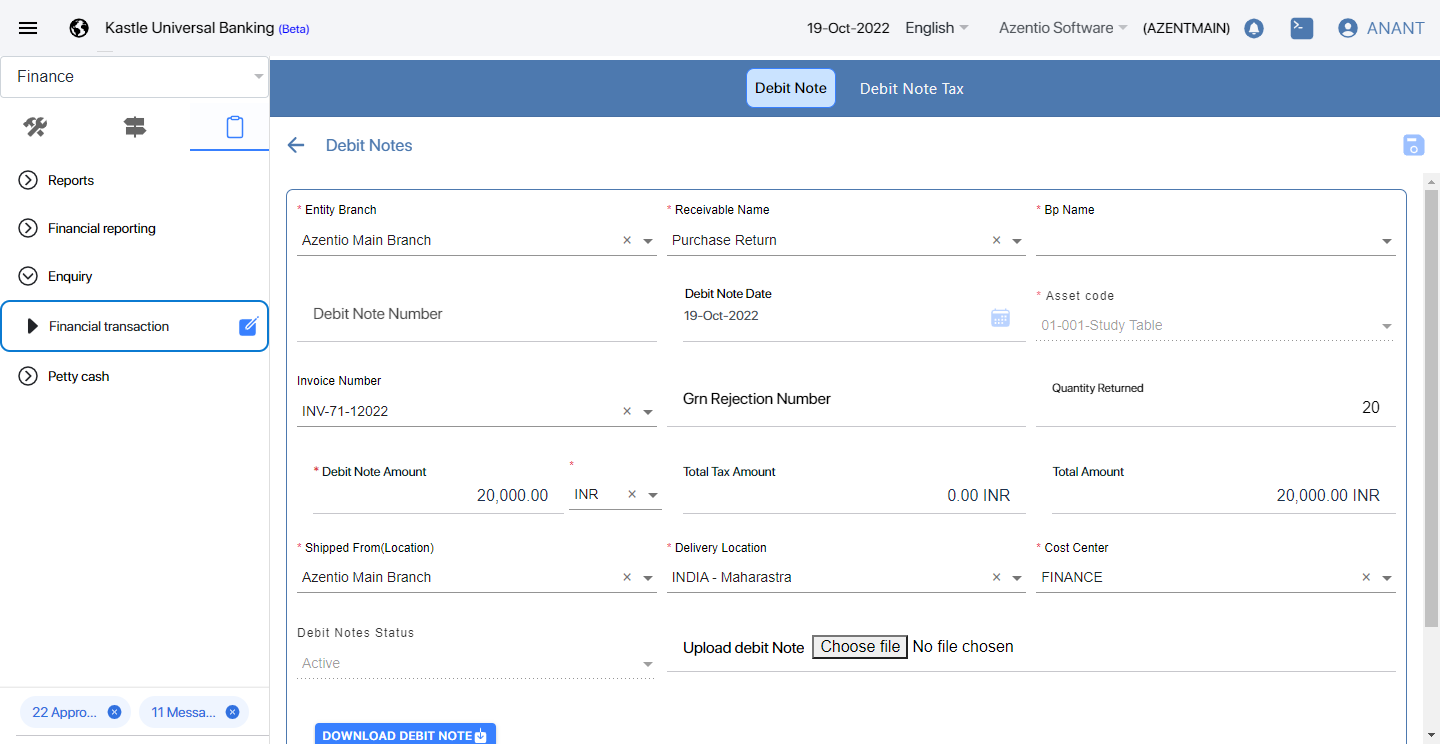 Kastle Universal Banking (Beta)
19-Oct-2022 English Azentio Software (AZENTMAIN) ANANT
Finance
Debit Note Debit Note Tax
Debit Notes
Reports
Financial reporting
Enquiry
Financial transaction
Petty cash
22 Appro... 11 Messa...
* Entity Branch * Receivable Name * Bp Name
Azentio Main Branch × Purchase Return ×
Debit Note Number
Debit Note Date
19-Oct-2022
* Asset code
01-001-Study Table
Invoice Number
INV-71-12022 ×
Grn Rejection Number
Quantity Returned
20
* Debit Note Amount * Total Tax Amount Total Amount
20,000.00 INR × 0.00 INR 20,000.00 INR
* Shipped From(Location) * Delivery Location * Cost Center
Azentio Main Branch × INDIA - Maharastra × FINANCE ×
Debit Notes Status
Active
Upload debit Note Choose file No file chosen
DOWNLOAD DEBIT NOTE